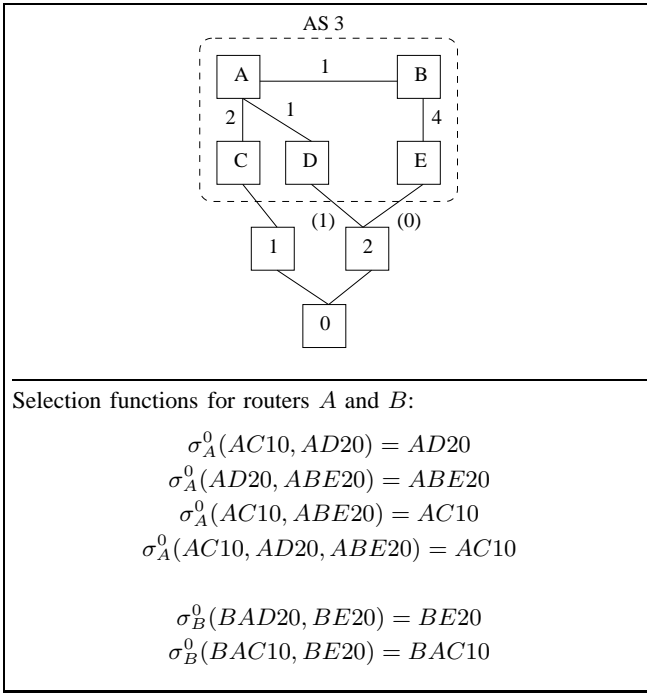 AS 3
A 1 B
2 1 4
C D E
(1) (0)
1 2
0
Selection functions for routers A and B:
σ⁰_A(AC10, AD20) = AD20
σ⁰_A(AD20, ABE20) = ABE20
σ⁰_A(AC10, ABE20) = AC10
σ⁰_A(AC10, AD20, ABE20) = AC10
σ⁰_B(BAD20, BE20) = BE20
σ⁰_B(BAC10, BE20) = BAC10